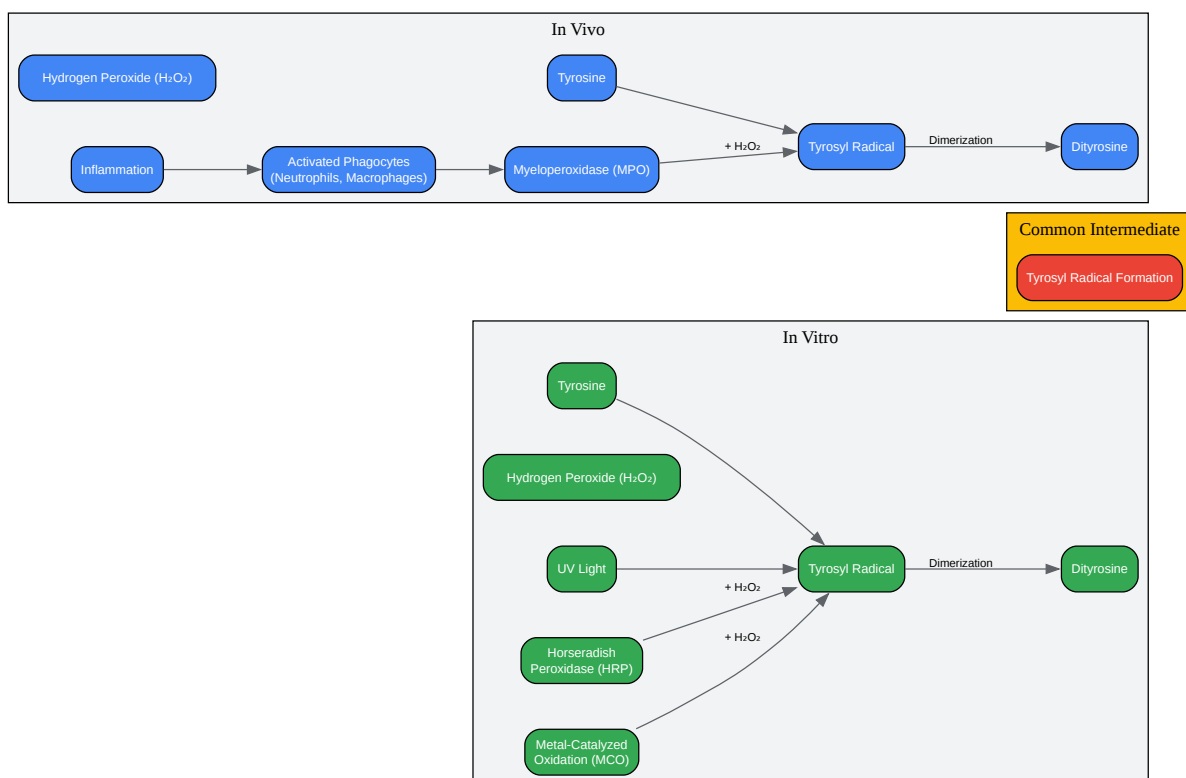 In Vivo
Hydrogen Peroxide (H₂O₂)
Tyrosine
Inflammation
Activated Phagocytes
(Neutrophils, Macrophages)
Myeloperoxidase (MPO)
+ H₂O₂
Tyrosyl Radical
Dimerization
Dityrosine
Common Intermediate
Tyrosyl Radical Formation
In Vitro
Tyrosine
Hydrogen Peroxide (H₂O₂)
UV Light
Tyrosyl Radical
Dimerization
Dityrosine
+ H₂O₂
Horseradish
Peroxidase (HRP)
+ H₂O₂
Metal-Catalyzed
Oxidation (MCO)